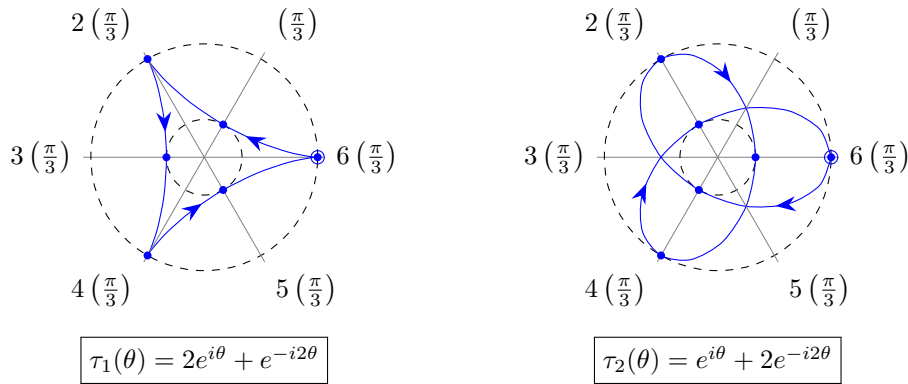 2 (π/3) (π/3) 2 (π/3) (π/3)
3 (π/3) 6 (π/3) 3 (π/3) 6 (π/3)
4 (π/3) 5 (π/3) 4 (π/3) 5 (π/3)
τ₁(θ) = 2e^{iθ} + e^{−i2θ} τ₂(θ) = e^{iθ} + 2e^{−i2θ}